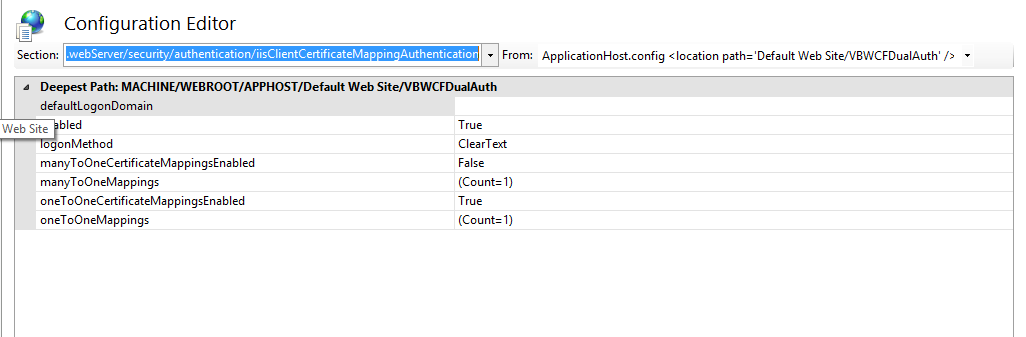 Configuration Editor
Section: .webServer/security/authentication/iisClientCertificateMappingAuthentication From: ApplicationHost.config <location path='Default Web Site/VBWCFDualAuth' />
Deepest Path: MACHINE/WEBROOT/APPHOST/Default Web Site/VBWCFDualAuth
defaultLogonDomain
Web Site
abled True
logonMethod ClearText
manyToOneCertificateMappingsEnabled False
manyToOneMappings (Count=1)
oneToOneCertificateMappingsEnabled True
oneToOneMappings (Count=1)